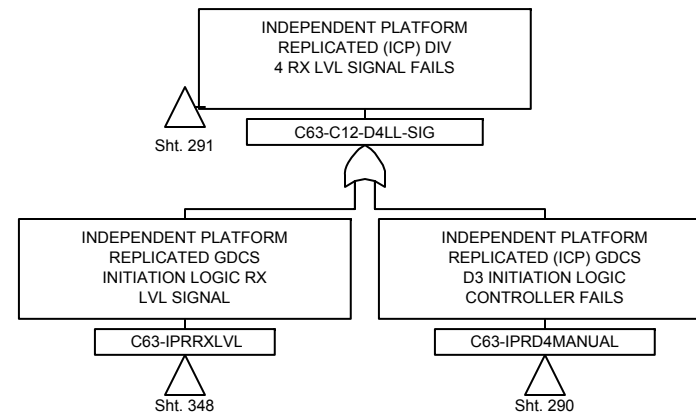 INDEPENDENT PLATFORM
REPLICATED (ICP) DIV
4 RX LVL SIGNAL FAILS
Sht. 291
C63-C12-D4LL-SIG
INDEPENDENT PLATFORM
REPLICATED GDCS
INITIATION LOGIC RX
LVL SIGNAL
C63-IPRRXLVL
Sht. 348
INDEPENDENT PLATFORM
REPLICATED (ICP) GDCS
D3 INITIATION LOGIC
CONTROLLER FAILS
C63-IPRD4MANUAL
Sht. 290